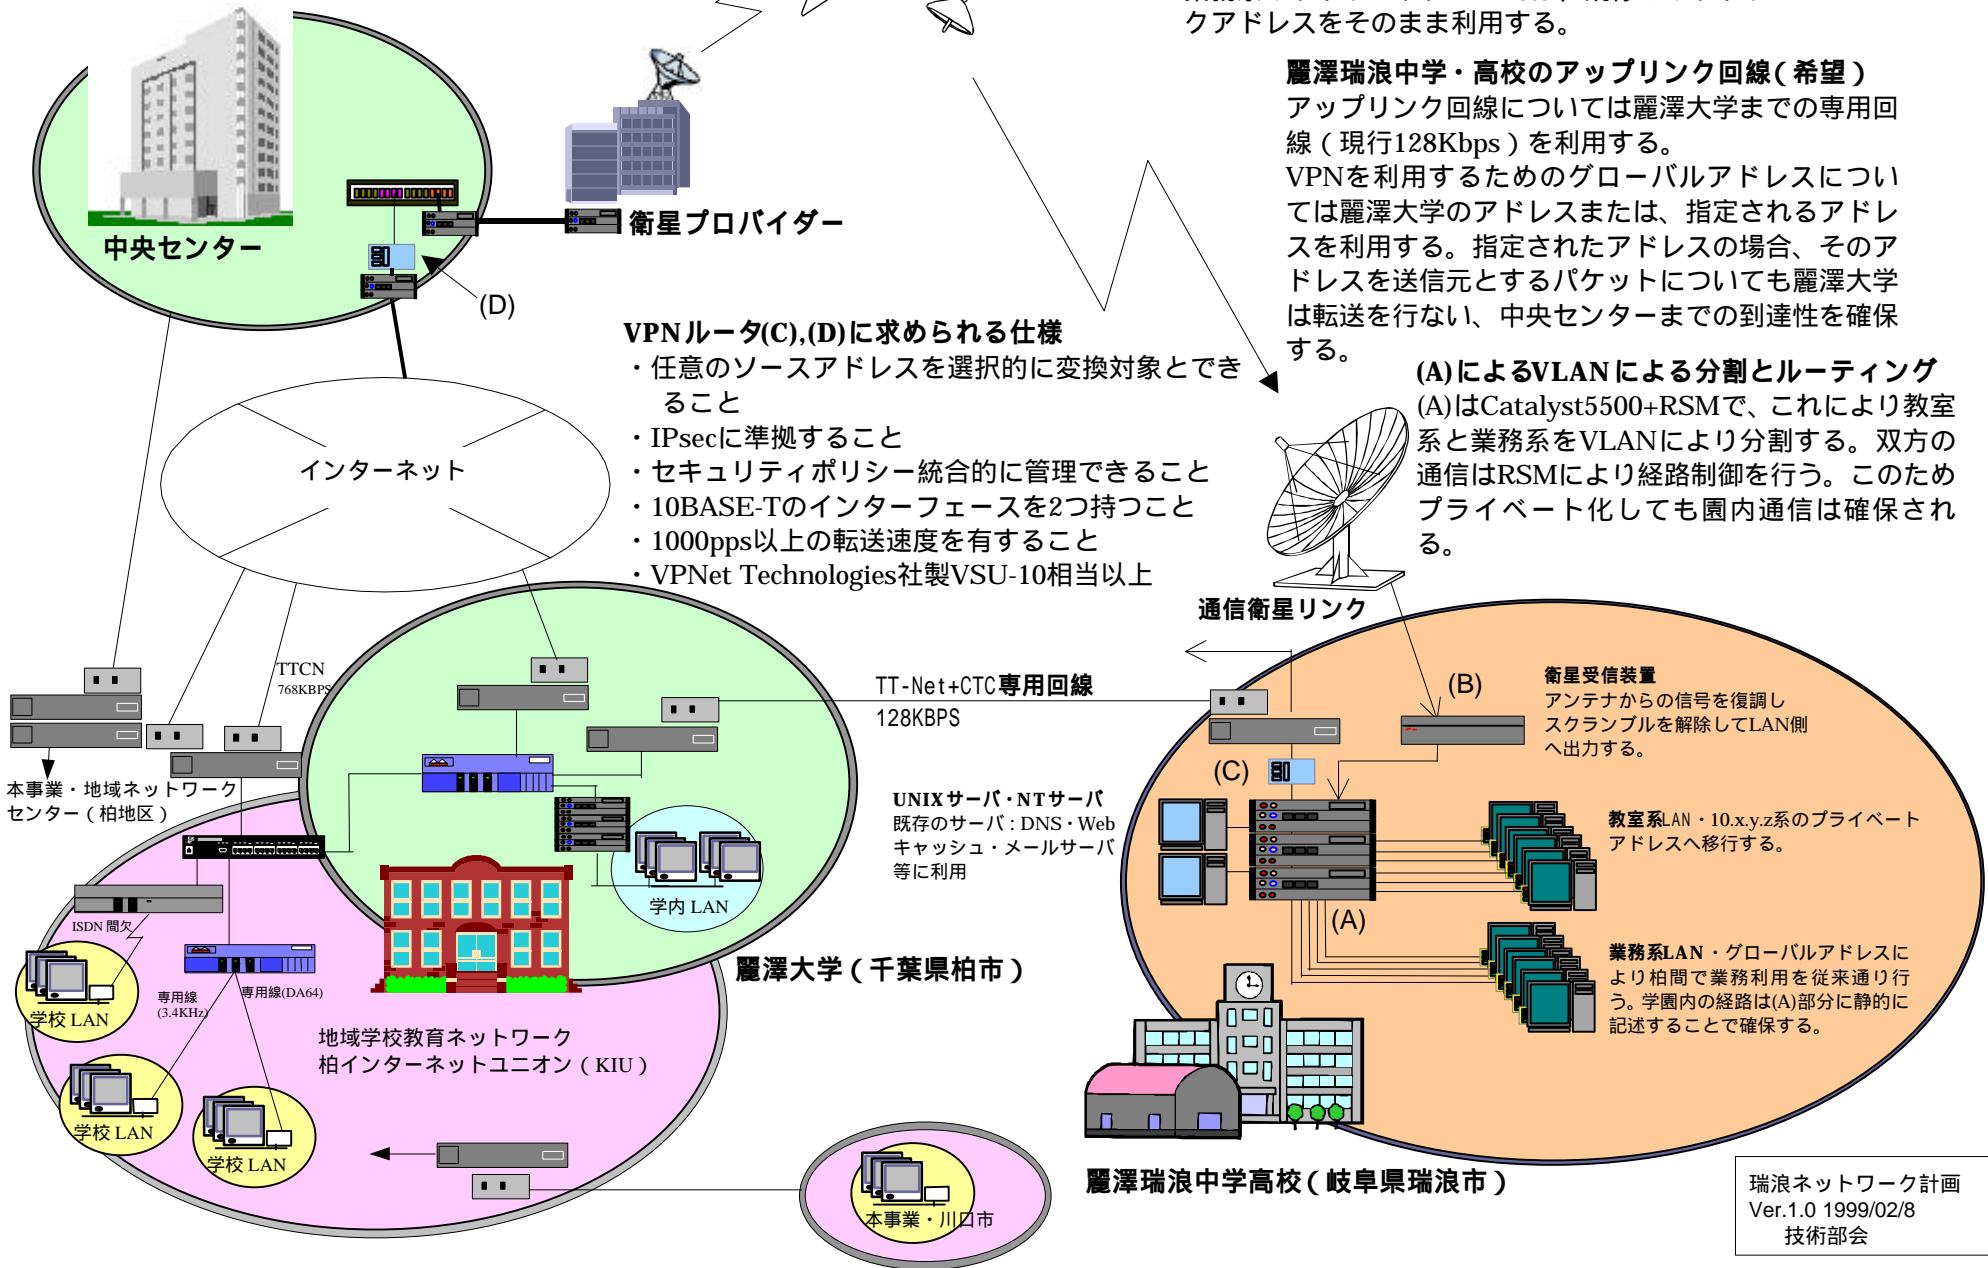 クアドレスをそのまま利用する。
麗澤瑞浪中学・高校のアップリンク回線(希望)
アップリンク回線については麗澤大学までの専用回
線(現行128Kbps)を利用する。
VPNを利用するためのグローバルアドレスについ
ては麗澤大学のアドレスまたは、指定されるアドレ
スを利用する。指定されたアドレスの場合、そのア
ドレスを送信元とするパケットについても麗澤大学
は転送を行ない、中央センターまでの到達性を確保
する。
中央センター
衛星プロバイダー
(D)
VPNルータ(C),(D)に求められる仕様
・任意のソースアドレスを選択的に変換対象とでき
ること
・IPsecに準拠すること
・セキュリティポリシー統合的に管理できること
・10BASE-Tのインターフェースを2つ持つこと
・1000pps以上の転送速度を有すること
・VPNet Technologies社製VSU-10相当以上
(A)によるVLANによる分割とルーティング
(A)はCatalyst5500+RSMで、これにより教室
系と業務系をVLANにより分割する。双方の
通信はRSMにより経路制御を行う。このため
プライベート化しても園内通信は確保され
る。
インターネット
通信衛星リンク
TTCN
768KBPS
TT-Net+CTC専用回線
128KBPS
(B)
衛星受信装置
アンテナからの信号を復調し
スクランブルを解除してLAN側
へ出力する。
(C)
本事業・地域ネットワーク
センター(柏地区)
UNIXサーバ・NTサーバ
既存のサーバ:DNS・Web
キャッシュ・メールサーバ
等に利用
教室系LAN・10.x.y.z系のプライベート
アドレスへ移行する。
(A)
学内 LAN
ISDN 間欠
麗澤大学(千葉県柏市)
業務系LAN・グローバルアドレスに
より柏間で業務利用を従来通り行
う。学園内の経路は(A)部分に静的に
記述することで確保する。
専用線
(3.4KHz)
専用線(DA64)
学校 LAN
地域学校教育ネットワーク
柏インターネットユニオン(KIU)
学校 LAN
学校 LAN
本事業・川口市
麗澤瑞浪中学高校(岐阜県瑞浪市)
瑞浪ネットワーク計画
Ver.1.0 1999/02/8
技術部会